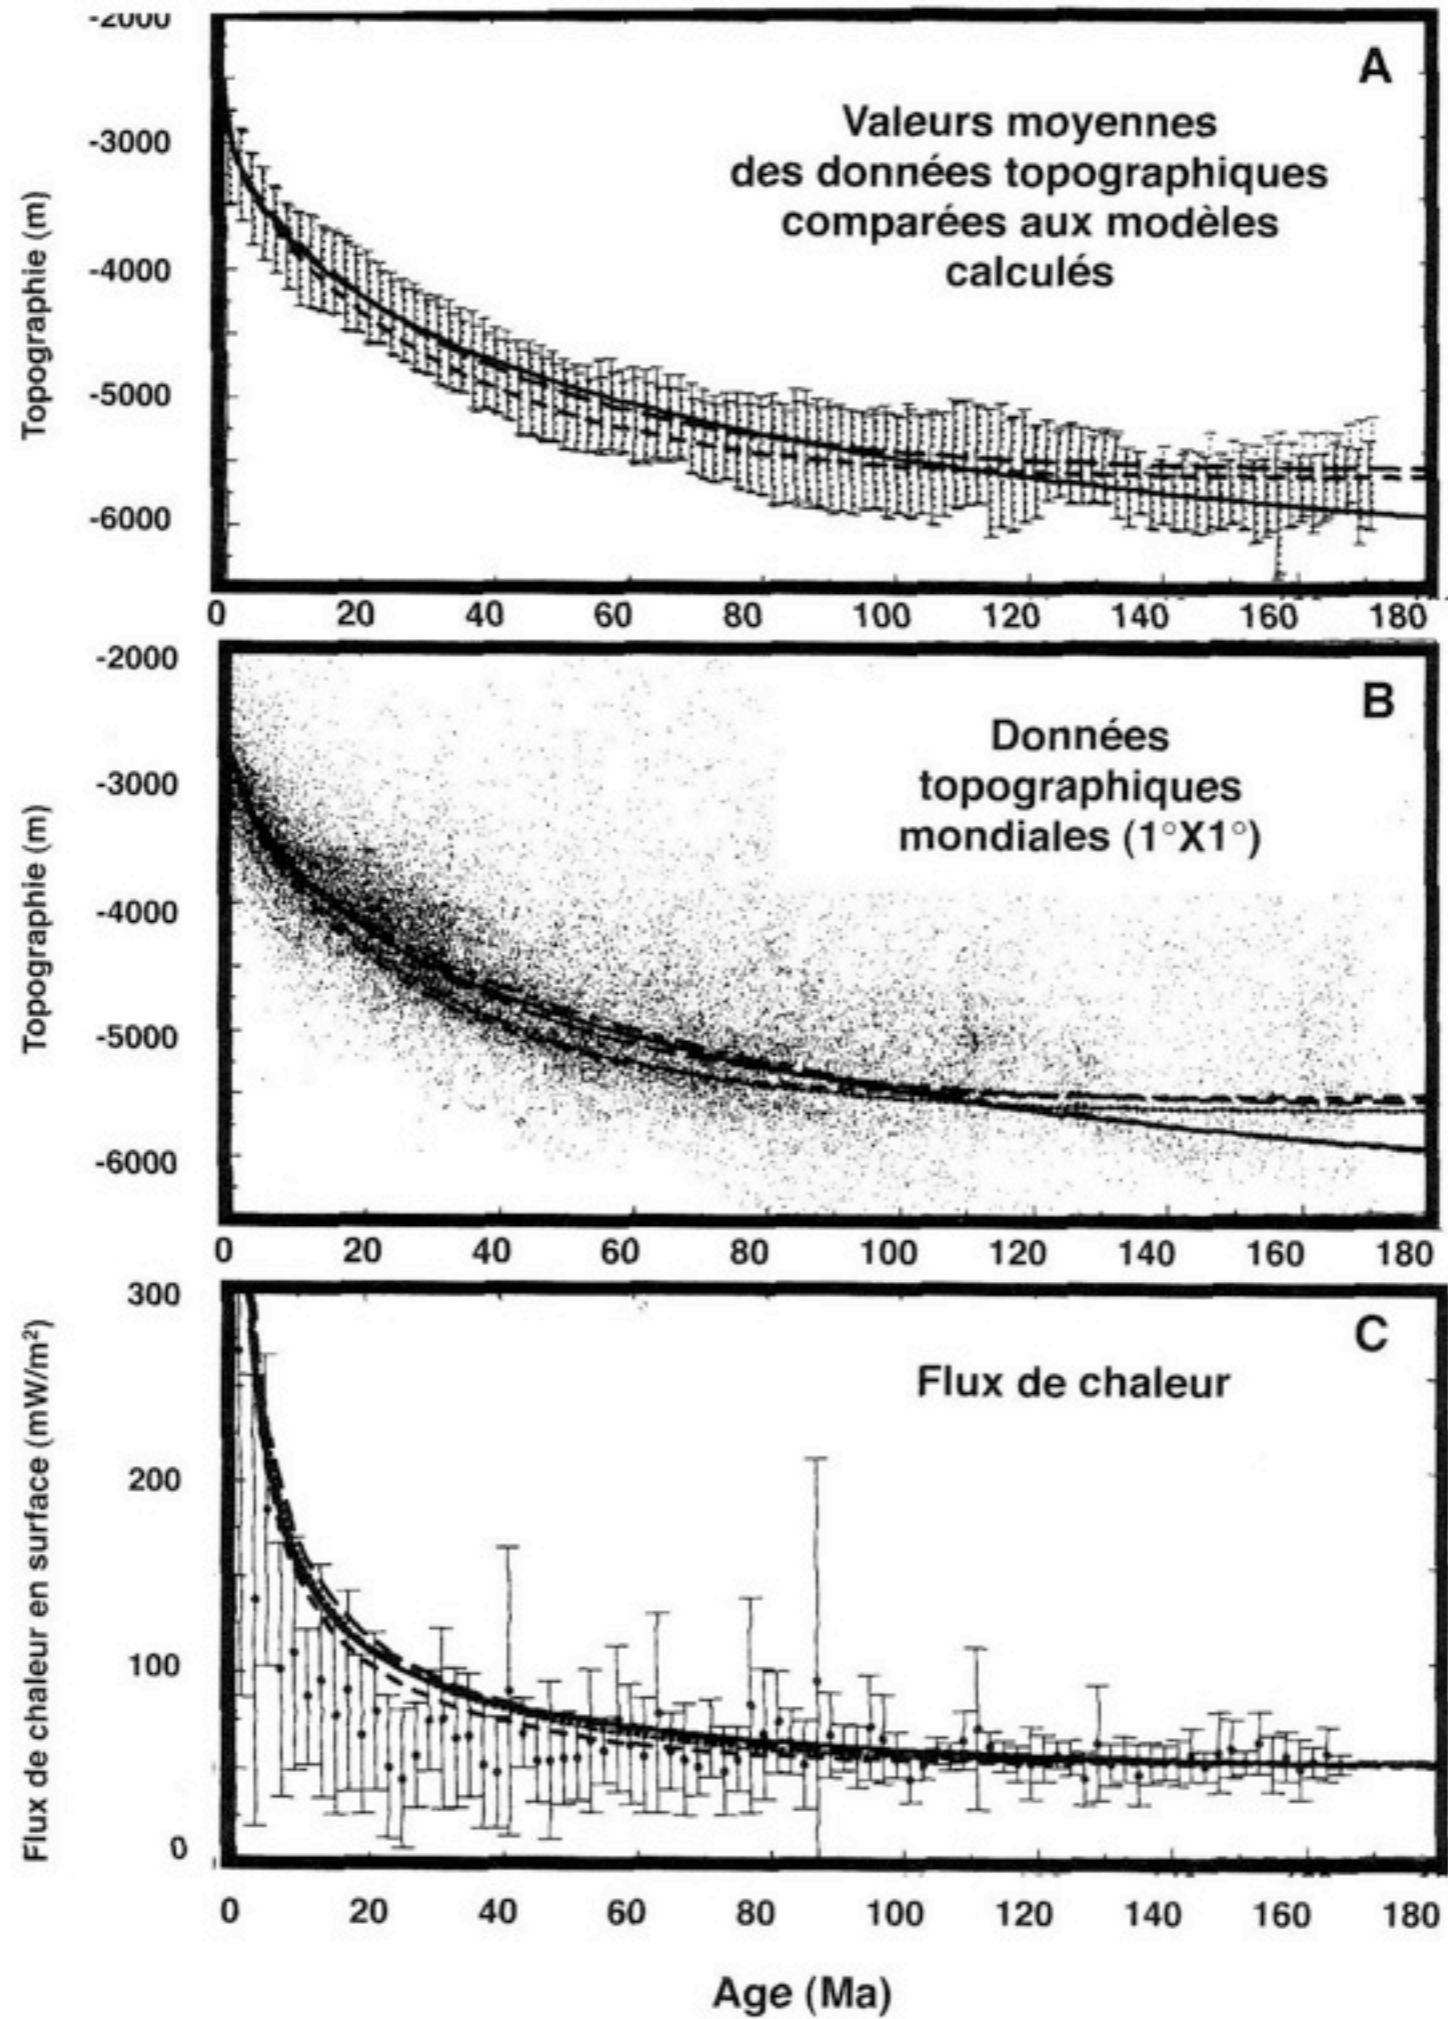 -2000
A
Valeurs moyennes
des données topographiques
comparées aux modèles
calculés
-3000
-4000
-5000
-6000
Topographie (m)
0 20 40 60 80 100 120 140 160 180
-2000
B
Données
topographiques
mondiales (1°X1°)
-3000
-4000
-5000
-6000
Topographie (m)
0 20 40 60 80 100 120 140 160 180
300
C
Flux de chaleur
200
100
0
Flux de chaleur en surface (mW/m²)
0 20 40 60 80 100 120 140 160 180
Age (Ma)